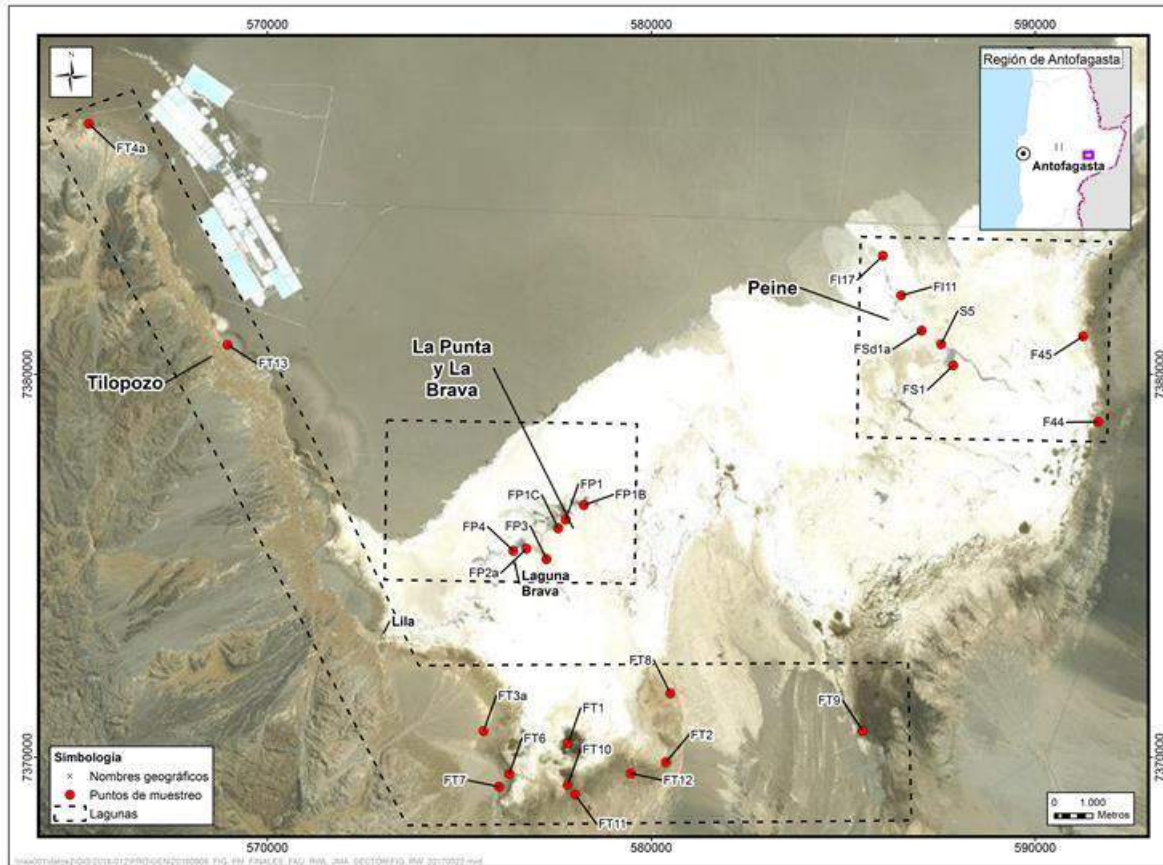 570000
580000
590000
N
Región de Antofagasta
II
Antofagasta
FT4a
FI17
FI11
Peine
S5
FSd1a
F45
FS1
7380000
7380000
FT13
Tilopozo
La Punta
y La
Brava
F44
FP1
FP1C
FP1B
FP4
FP3
FP2a
Laguna
Brava
Lila
FT8
FT3a
FT1
FT9
FT6
FT10
FT2
FT7
FT12
FT11
7370000
7370000
Simbología
Nombres geográficos
Puntos de muestreo
Lagunas
0 1.000
Metros
570000
580000
590000